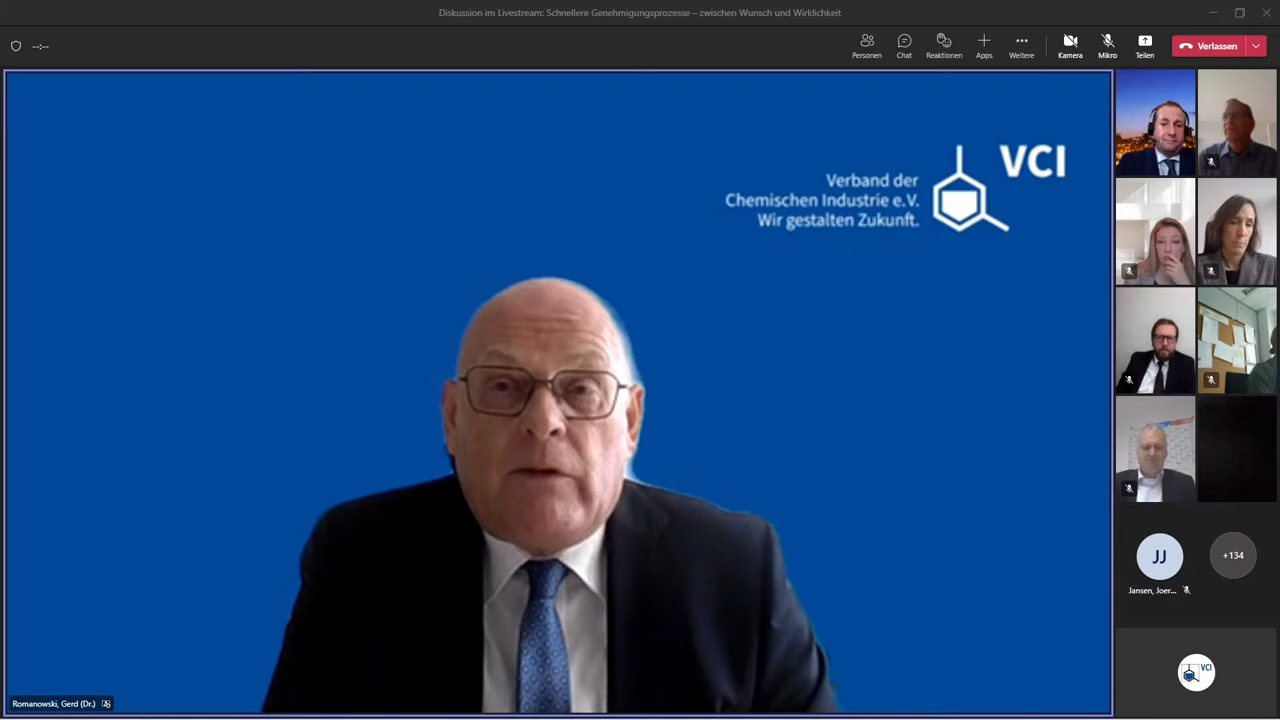 Diskussion im Livestream: Schnellere Genehmigungsprozesse – zwischen Wunsch und Wirklichkeit
--:--
Personen
Chat
Reaktionen
Apps
Weitere
Kamera
Mikro
Teilen
Verlassen
VCI
Verband der
Chemischen Industrie e.V.
Wir gestalten Zukunft.
JJ
+134
Jansen, Joer...
VCI
Romanowski, Gerd (Dr.)